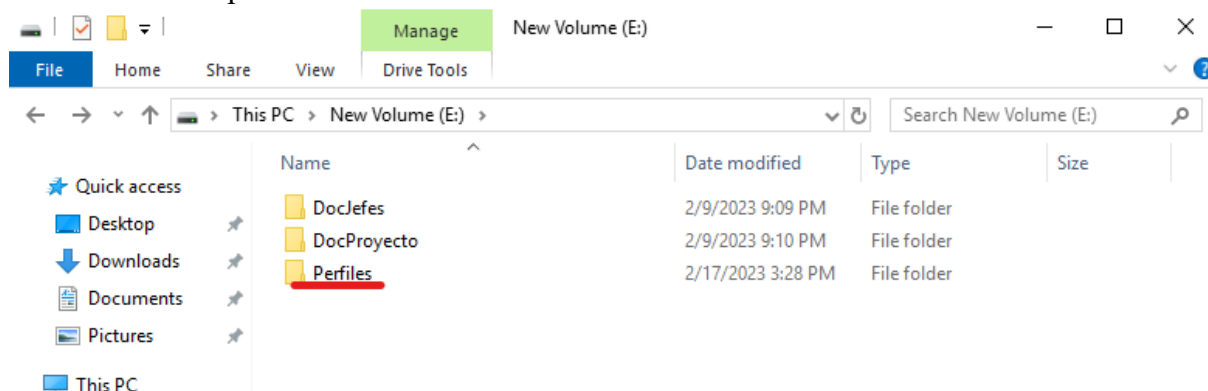 Manage New Volume (E:)
File Home Share View Drive Tools
This PC > New Volume (E:) > Search New Volume (E:)
Name Date modified Type Size
Quick access
DocJefes 2/9/2023 9:09 PM File folder
Desktop
DocProyecto 2/9/2023 9:10 PM File folder
Downloads
Perfiles 2/17/2023 3:28 PM File folder
Documents
Pictures
This PC